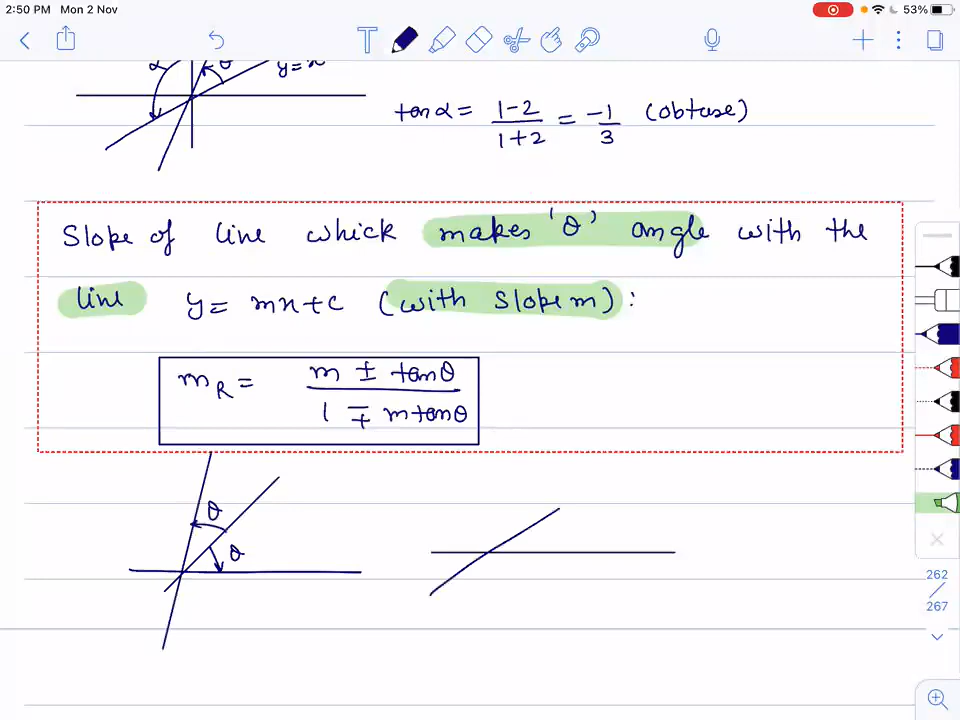 2:50 PM Mon 2 Nov
53%
α θ y=x
tanα = 1-2 / 1+2 = -1 / 3 (obtuse)
Slope of line which makes 'θ' angle with the
line y= mx+c (with slope m) :
m_R = m ± tanθ / 1 ∓ m tanθ
θ
θ
262
267